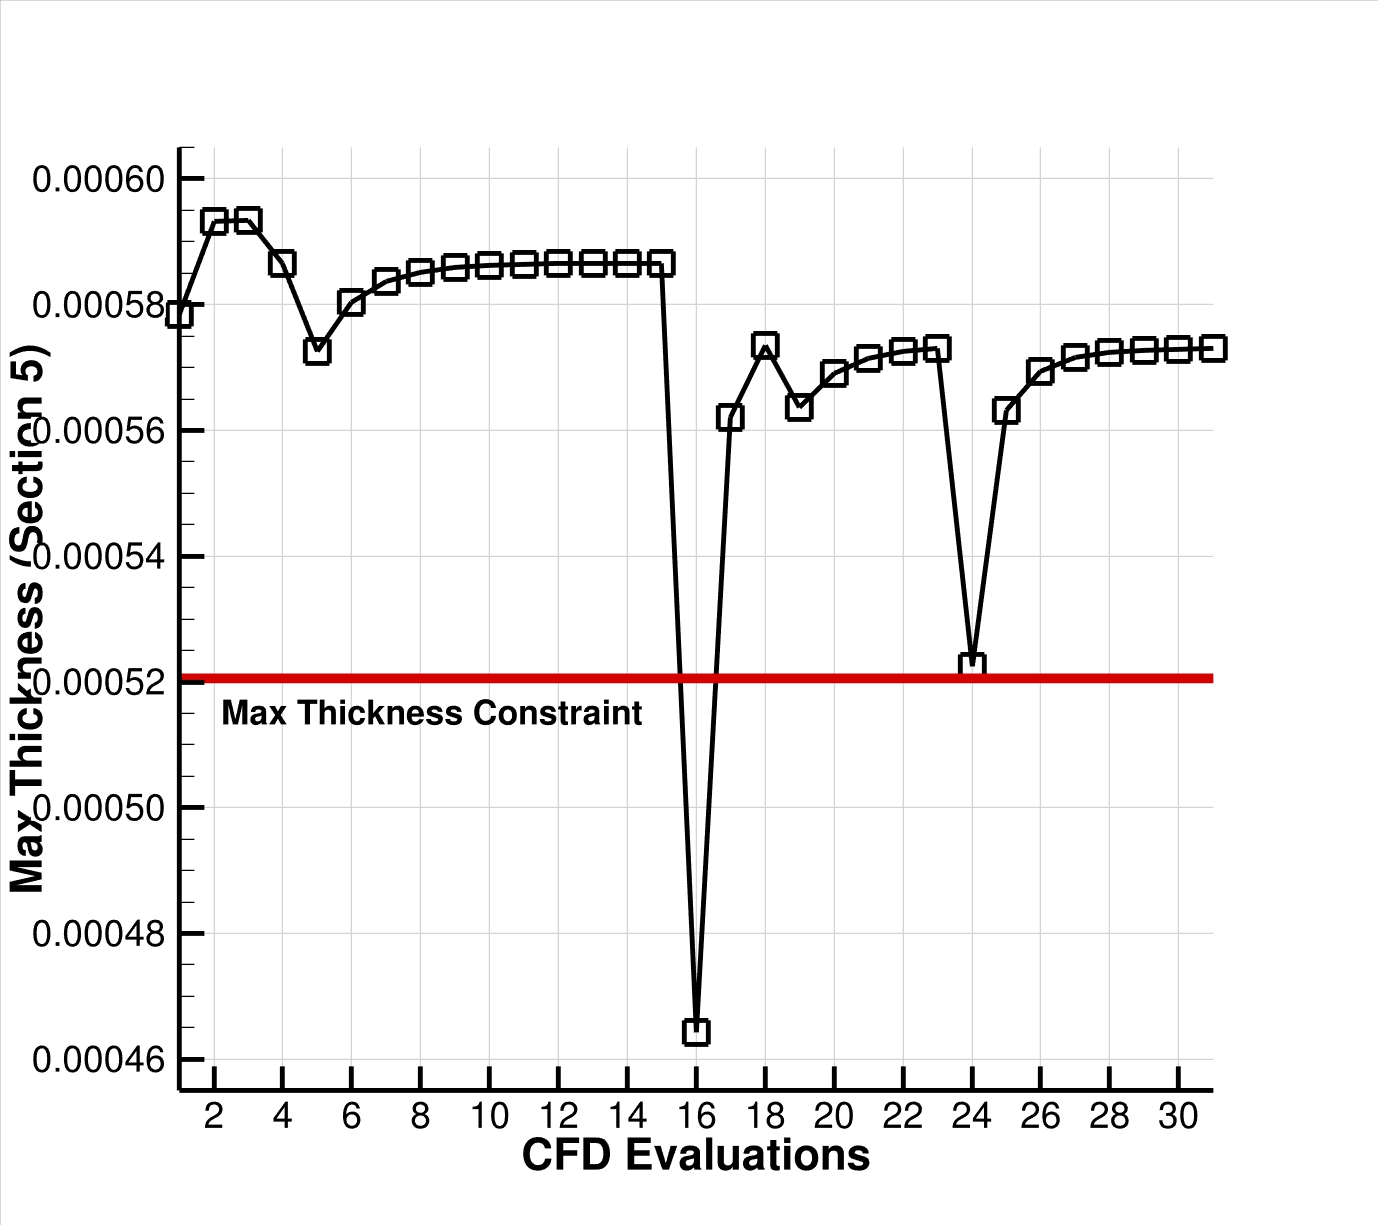 Max Thickness (Section 5)
0.00060
0.00058
0.00056
0.00054
0.00052
0.00050
0.00048
0.00046
Max Thickness Constraint
2 4 6 8 10 12 14 16 18 20 22 24 26 28 30
CFD Evaluations